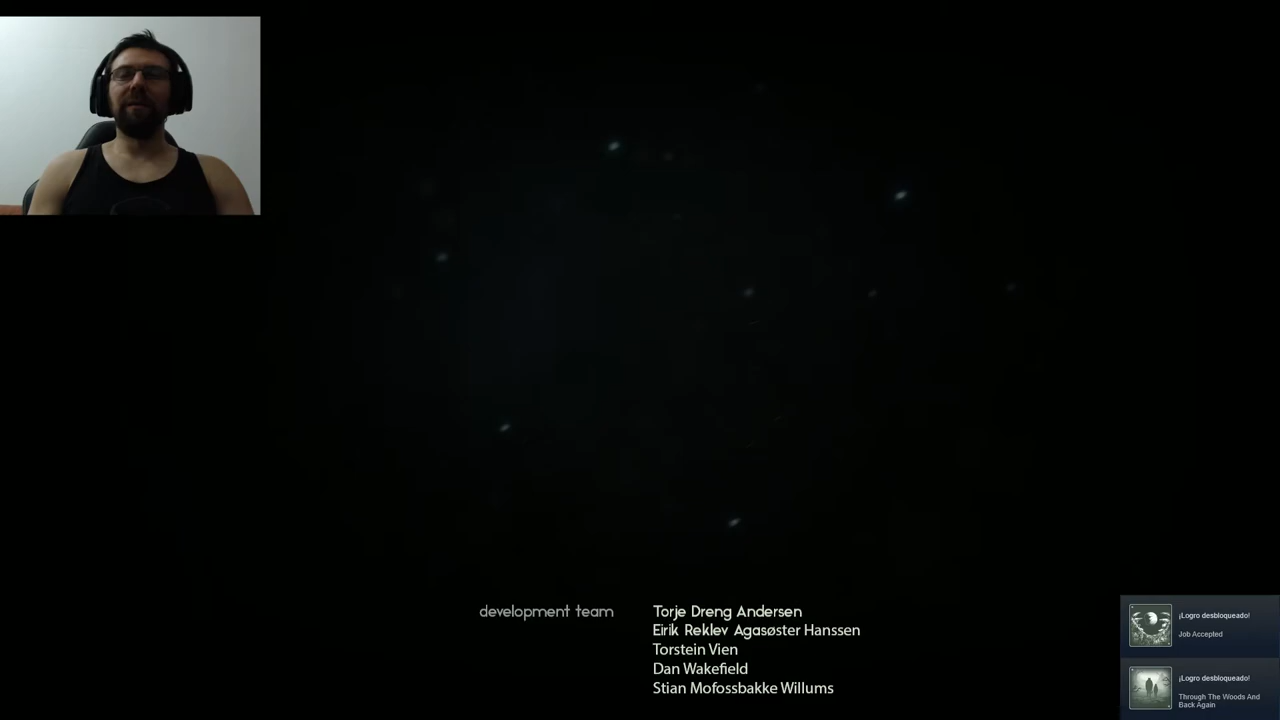 development team
Torje Dreng Andersen
Eirik Reklev Agasøster Hanssen
Torstein Vien
Dan Wakefield
Stian Mofossbakke Willums
¡Logro desbloqueado!
Job Accepted
¡Logro desbloqueado!
Through The Woods And
Back Again